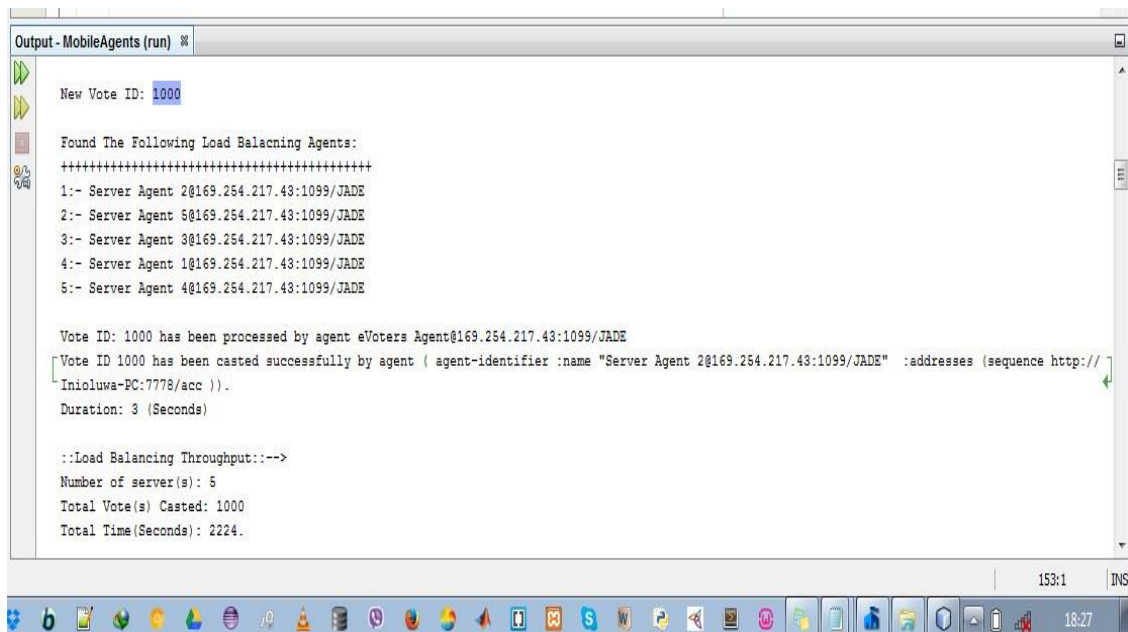 Output - MobileAgents (run)
New Vote ID: 1000
Found The Following Load Balacning Agents:
++++++++++++++++++++++++++++++++++++++++++++
1:- Server Agent 2@169.254.217.43:1099/JADE
2:- Server Agent 5@169.254.217.43:1099/JADE
3:- Server Agent 3@169.254.217.43:1099/JADE
4:- Server Agent 1@169.254.217.43:1099/JADE
5:- Server Agent 4@169.254.217.43:1099/JADE
Vote ID: 1000 has been processed by agent eVoters Agent@169.254.217.43:1099/JADE
Vote ID 1000 has been casted successfully by agent ( agent-identifier :name "Server Agent 2@169.254.217.43:1099/JADE"  :addresses (sequence http://
Inioluwa-PC:7778/acc )).
Duration: 3 (Seconds)
::Load Balancing Throughput::-->
Number of server(s): 5
Total Vote(s) Casted: 1000
Total Time(Seconds): 2224.
153:1
INS
18:27